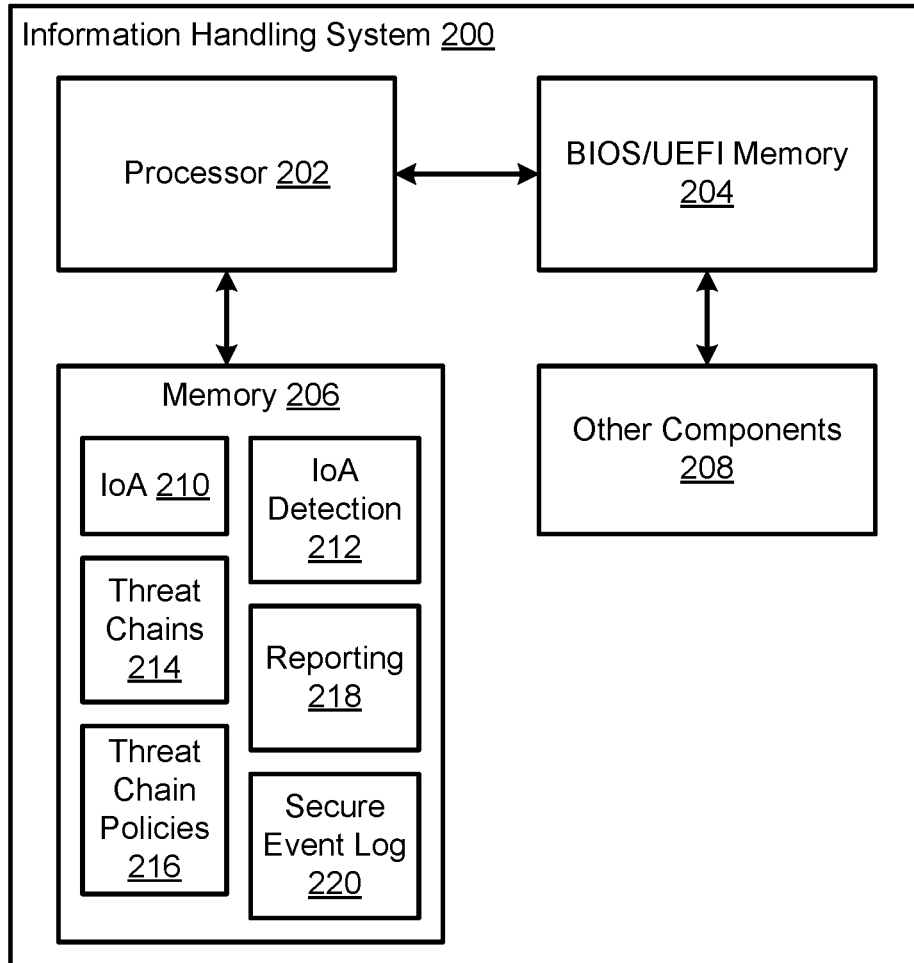 Information Handling System 200
Processor 202
BIOS/UEFI Memory
204
Memory 206
IoA 210
IoA
Detection
212
Threat
Chains
214
Reporting
218
Threat
Chain
Policies
216
Secure
Event Log
220
Other Components
208